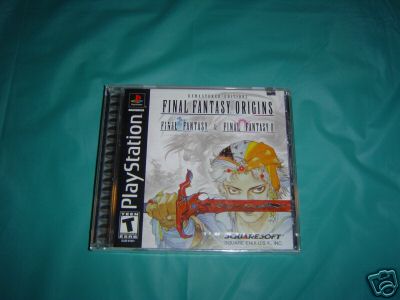 PlayStation
REMASTERED EDITIONS
FINAL FANTASY ORIGINS
FINAL FANTASY & FINAL FANTASY II
TEEN
T
SQUARESOFT
SQUARE ENIX U.S.A., INC.